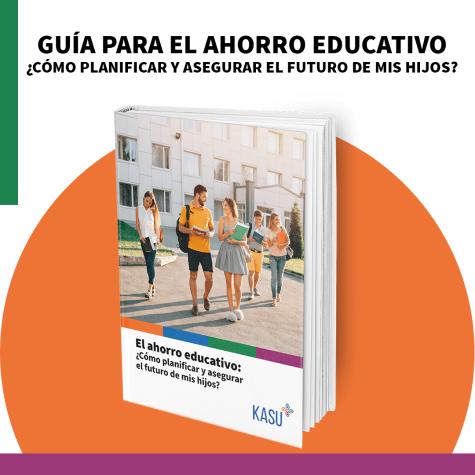 GUÍA PARA EL AHORRO EDUCATIVO
¿CÓMO PLANIFICAR Y ASEGURAR EL FUTURO DE MIS HIJOS?
El ahorro educativo:
¿Cómo planificar y asegurar
el futuro de mis hijos?
KASU